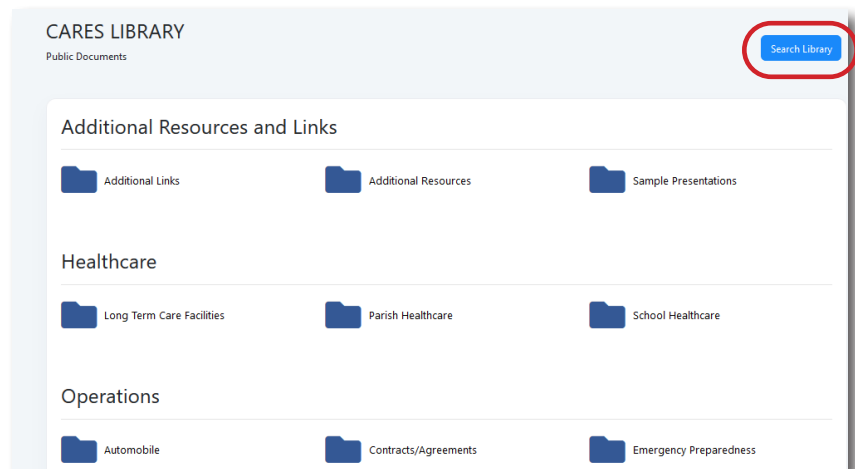 CARES LIBRARY
Public Documents
Search Library
Additional Resources and Links
Additional Links
Additional Resources
Sample Presentations
Healthcare
Long Term Care Facilities
Parish Healthcare
School Healthcare
Operations
Automobile
Contracts/Agreements
Emergency Preparedness